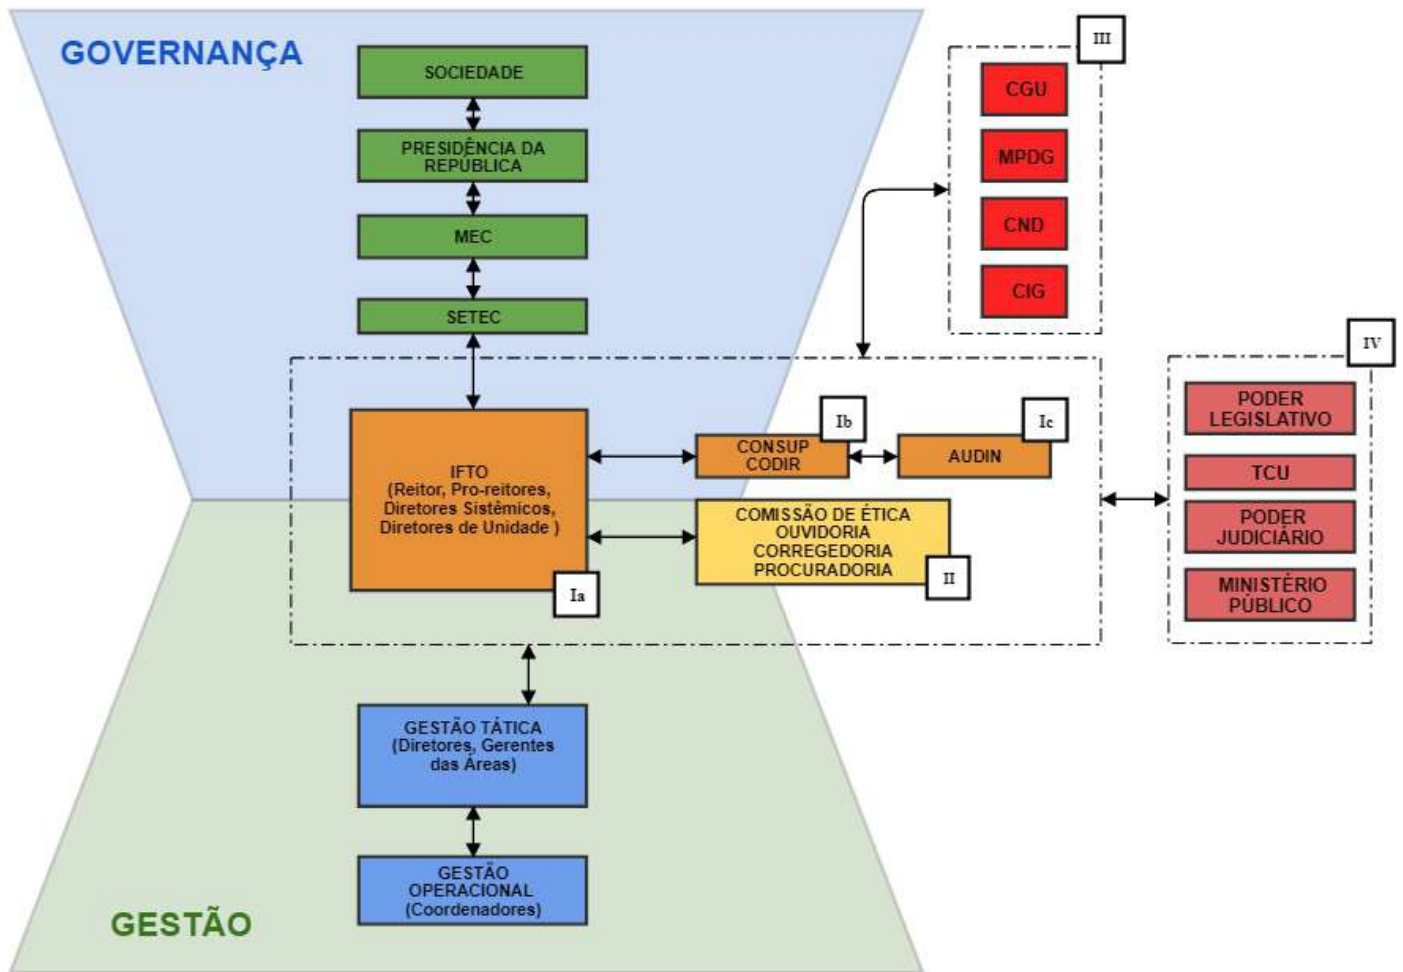 GOVERNANÇA
SOCIEDADE
PRESIDÊNCIA DA
REPÚBLICA
MEC
SETEC
III
CGU
MPDG
CND
CIG
IV
PODER
LEGISLATIVO
TCU
PODER
JUDICIÁRIO
MINISTÉRIO
PÚBLICO
IFTO
(Reitor, Pro-reitores,
Diretores Sistêmicos,
Diretores de Unidade )
Ia
Ib
CONSUP
CODIR
Ic
AUDIN
COMISSÃO DE ÉTICA
OUVIDORIA
CORREGEDORIA
PROCURADORIA
II
GESTÃO TÁTICA
(Diretores, Gerentes
das Áreas)
GESTÃO
OPERACIONAL
(Coordenadores)
GESTÃO